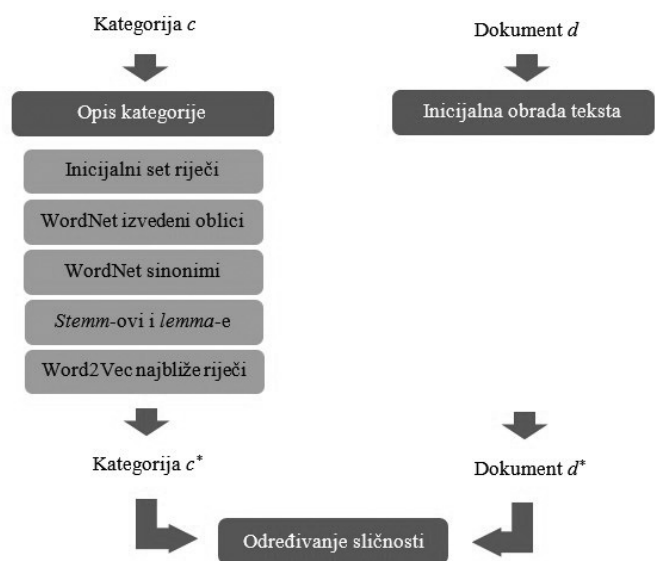 Kategorija c
Dokument d
Opis kategorije
Inicijalna obrada teksta
Inicijalni set riječi
WordNet izvedeni oblici
WordNet sinonimi
Stemm-ovi i lemma-e
Word2Vec najbliže riječi
Kategorija c*
Dokument d*
Određivanje sličnosti